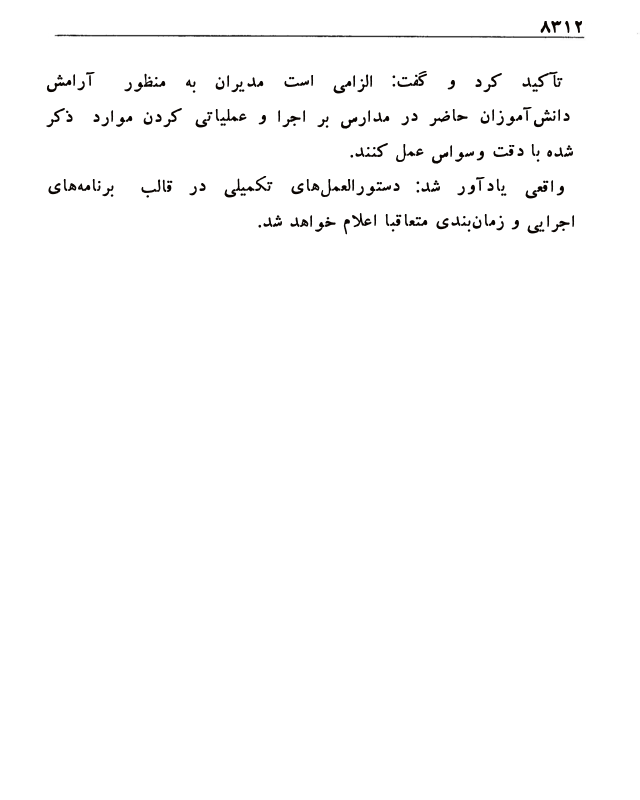 ۸۳۱۲
تآکید کرد و گفت: الزامی است مدیران به منظور آرامش
دانش‌آموزان حاضر در مدارس بر اجرا و عملیاتی کردن موارد ذکر
شده با دقت وسواس عمل کنند.
واقعی یادآور شد: دستورالعمل‌های تکمیلی در قالب برنامه‌های
اجرایی و زمان‌بندی متعاقبا اعلام خواهد شد.